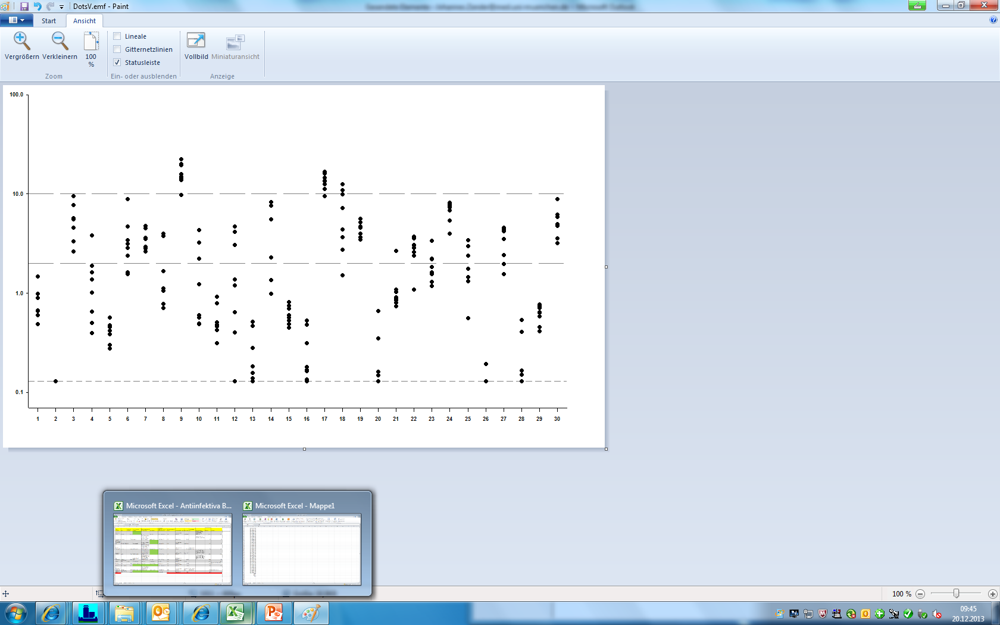 DotsV.emf - Paint
Start
Ansicht
Vergrößern
Verkleinern
100
%
Lineale
Gitternetzlinien
Statusleiste
Vollbild
Miniaturansicht
Zoom
Ein- oder ausblenden
Anzeige
100.0
10.0
1.0
0.1
1 2 3 4 5 6 7 8 9 10 11 12 13 14 15 16 17 18 19 20 21 22 23 24 25 26 27 28 29 30
Microsoft Excel - Antiinfektiva B...
Microsoft Excel - Mappe1
100 %
09:45
20.12.2013